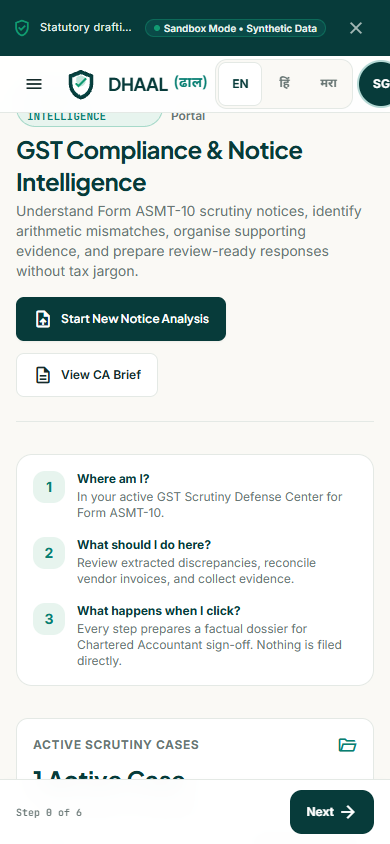 Statutory drafti... Sandbox Mode • Synthetic Data
DHAAL (ढाल) EN हिं मरा SG
INTELLIGENCE Portal
GST Compliance & Notice
Intelligence
Understand Form ASMT-10 scrutiny notices, identify
arithmetic mismatches, organise supporting
evidence, and prepare review-ready responses
without tax jargon.
Start New Notice Analysis
View CA Brief
1 Where am I?
In your active GST Scrutiny Defense Center for
Form ASMT-10.
2 What should I do here?
Review extracted discrepancies, reconcile
vendor invoices, and collect evidence.
3 What happens when I click?
Every step prepares a factual dossier for
Chartered Accountant sign-off. Nothing is filed
directly.
ACTIVE SCRUTINY CASES
1 Active Case
Step 0 of 6 Next